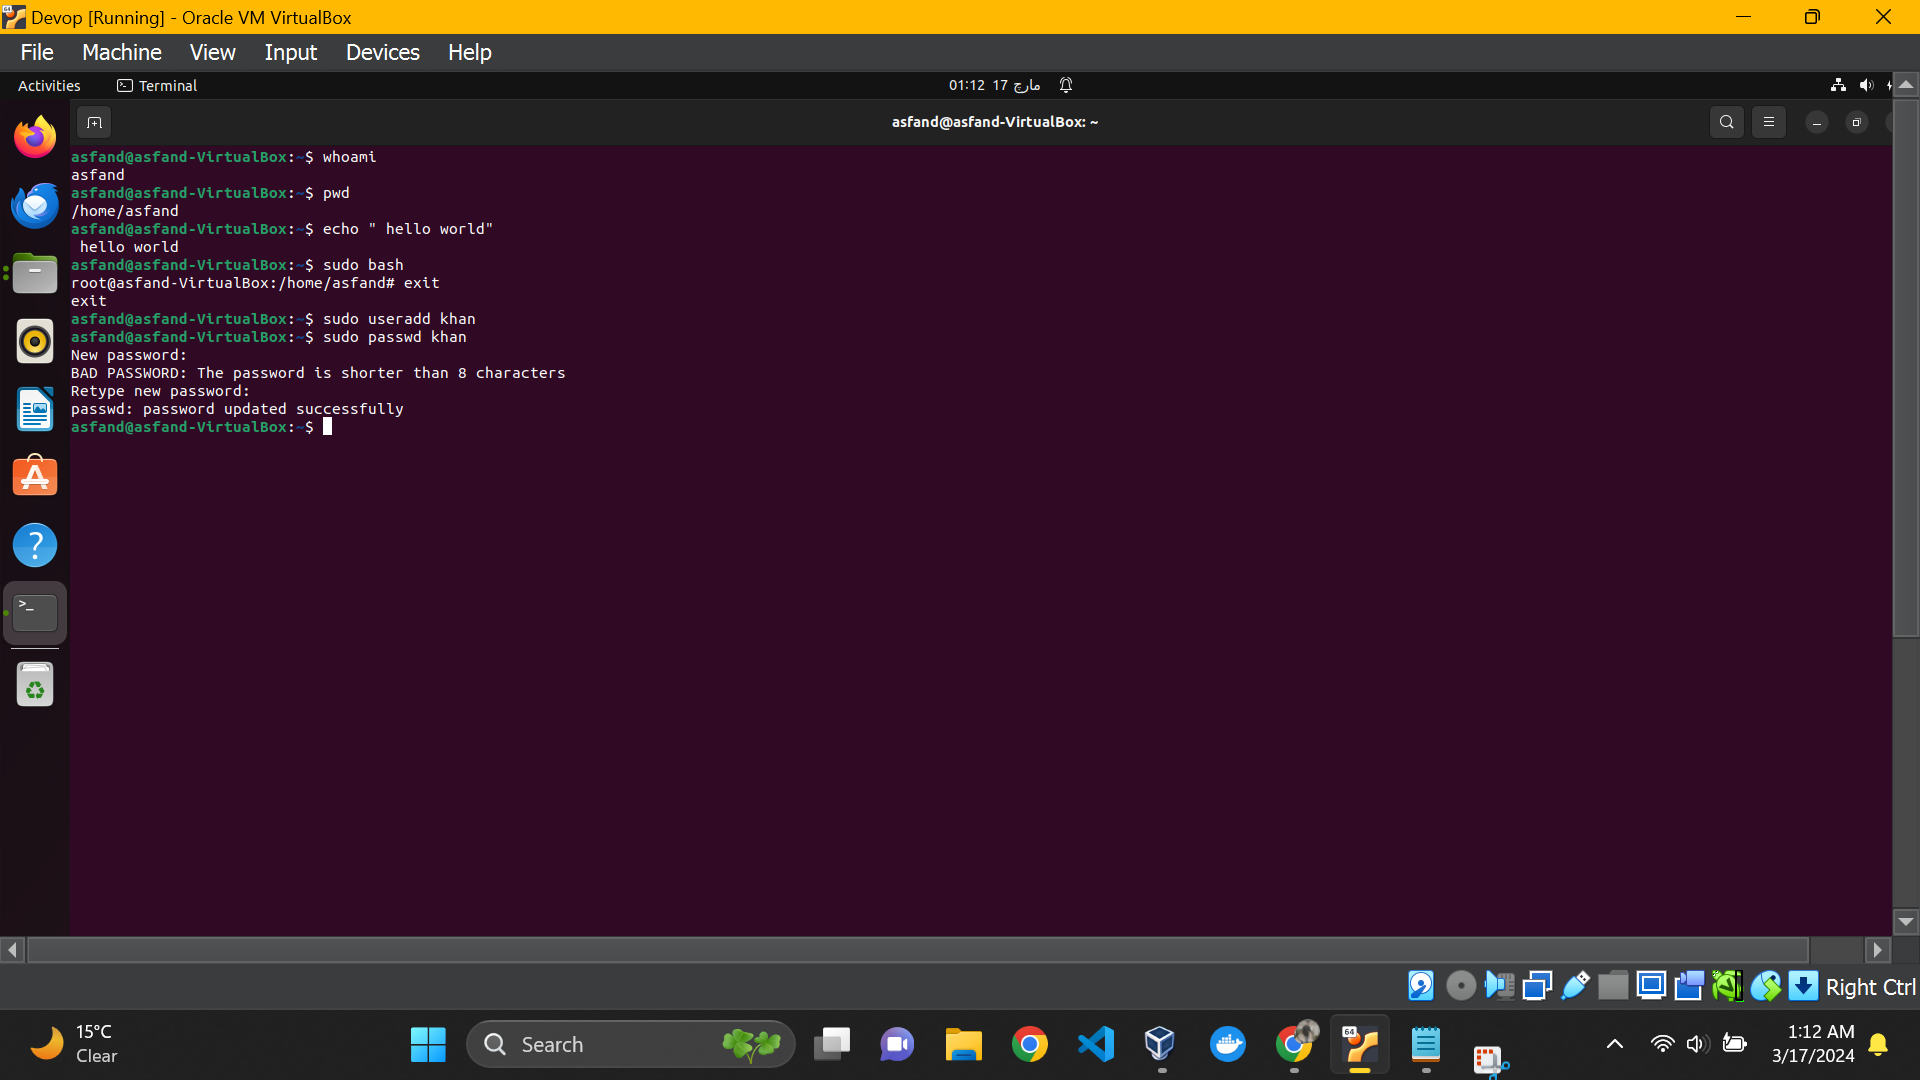 Devop [Running] - Oracle VM VirtualBox
File Machine View Input Devices Help
Activities Terminal 01:12 17 مارچ
asfand@asfand-VirtualBox: ~
asfand@asfand-VirtualBox:~$ whoami
asfand
asfand@asfand-VirtualBox:~$ pwd
/home/asfand
asfand@asfand-VirtualBox:~$ echo " hello world"
 hello world
asfand@asfand-VirtualBox:~$ sudo bash
root@asfand-VirtualBox:/home/asfand# exit
exit
asfand@asfand-VirtualBox:~$ sudo useradd khan
asfand@asfand-VirtualBox:~$ sudo passwd khan
New password:
BAD PASSWORD: The password is shorter than 8 characters
Retype new password:
passwd: password updated successfully
asfand@asfand-VirtualBox:~$
Right Ctrl
15°C
Clear
Search
64
1:12 AM
3/17/2024